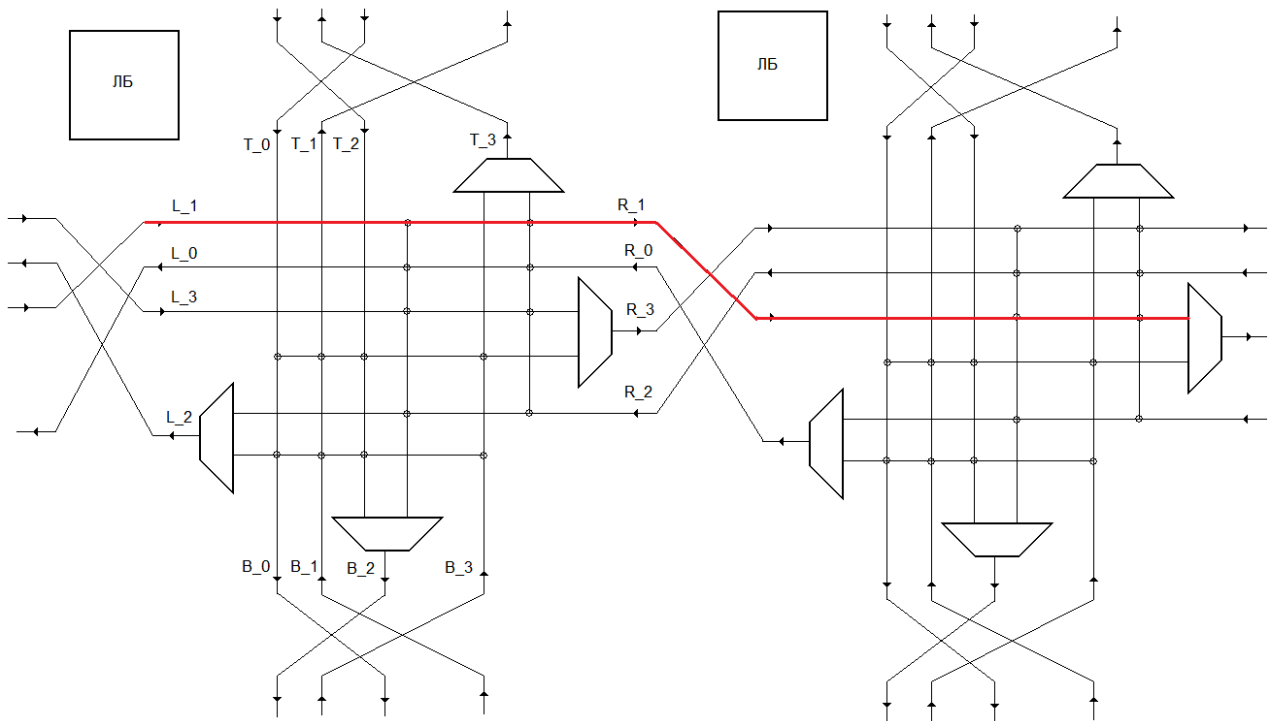 ЛБ
ЛБ
T_0 T_1 T_2 T_3
L_1 R_1
L_0 R_0
L_3 R_3
L_2 R_2
B_0 B_1 B_2 B_3